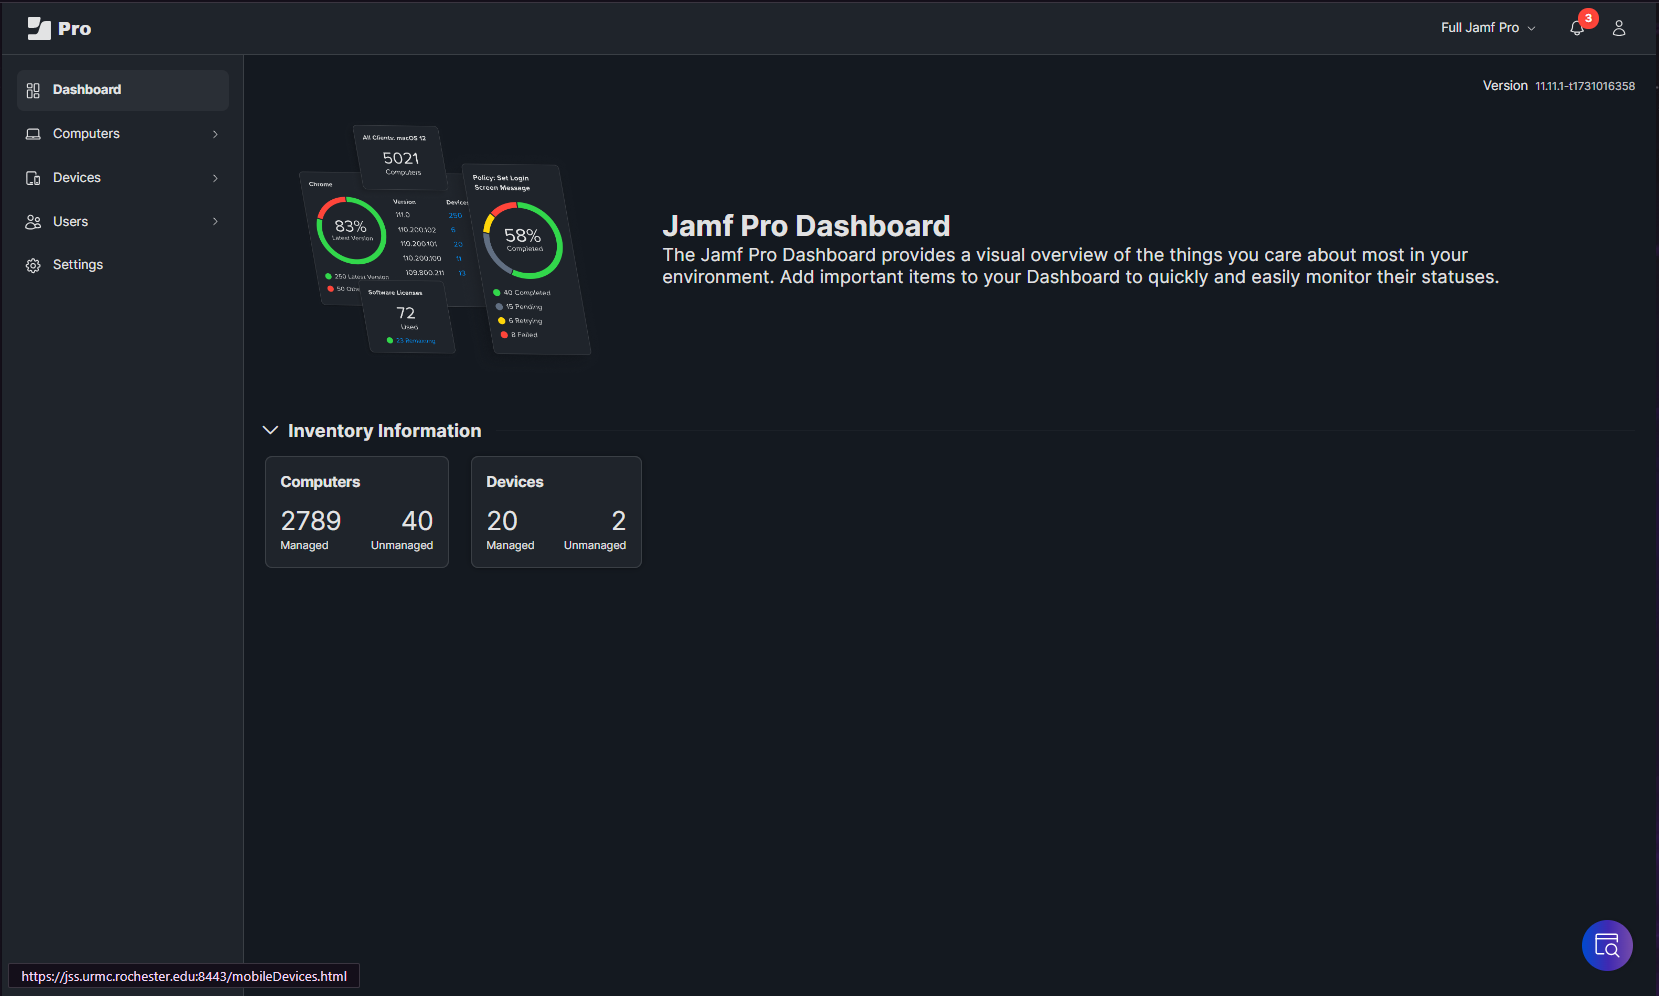 Pro
Full Jamf Pro
3
Dashboard
Computers
Devices
Users
Settings
Version 11.11.1-t1731016358
All Clients: macOS 13
5021
Computers
Chrome
83%
Latest Version
250 Latest Version
50
Version Devices
111.0 250
110.200.102 6
110.200.101 20
110.200.100 11
109.800.211 13
Software Licenses
72
Used
23 Remaining
Policy: Set Login
Screen Message
58%
Completed
40 Completed
15 Pending
6 Retrying
8 Failed
Jamf Pro Dashboard
The Jamf Pro Dashboard provides a visual overview of the things you care about most in your
environment. Add important items to your Dashboard to quickly and easily monitor their statuses.
Inventory Information
Computers
2789 40
Managed Unmanaged
Devices
20 2
Managed Unmanaged
https://jss.urmc.rochester.edu:8443/mobileDevices.html